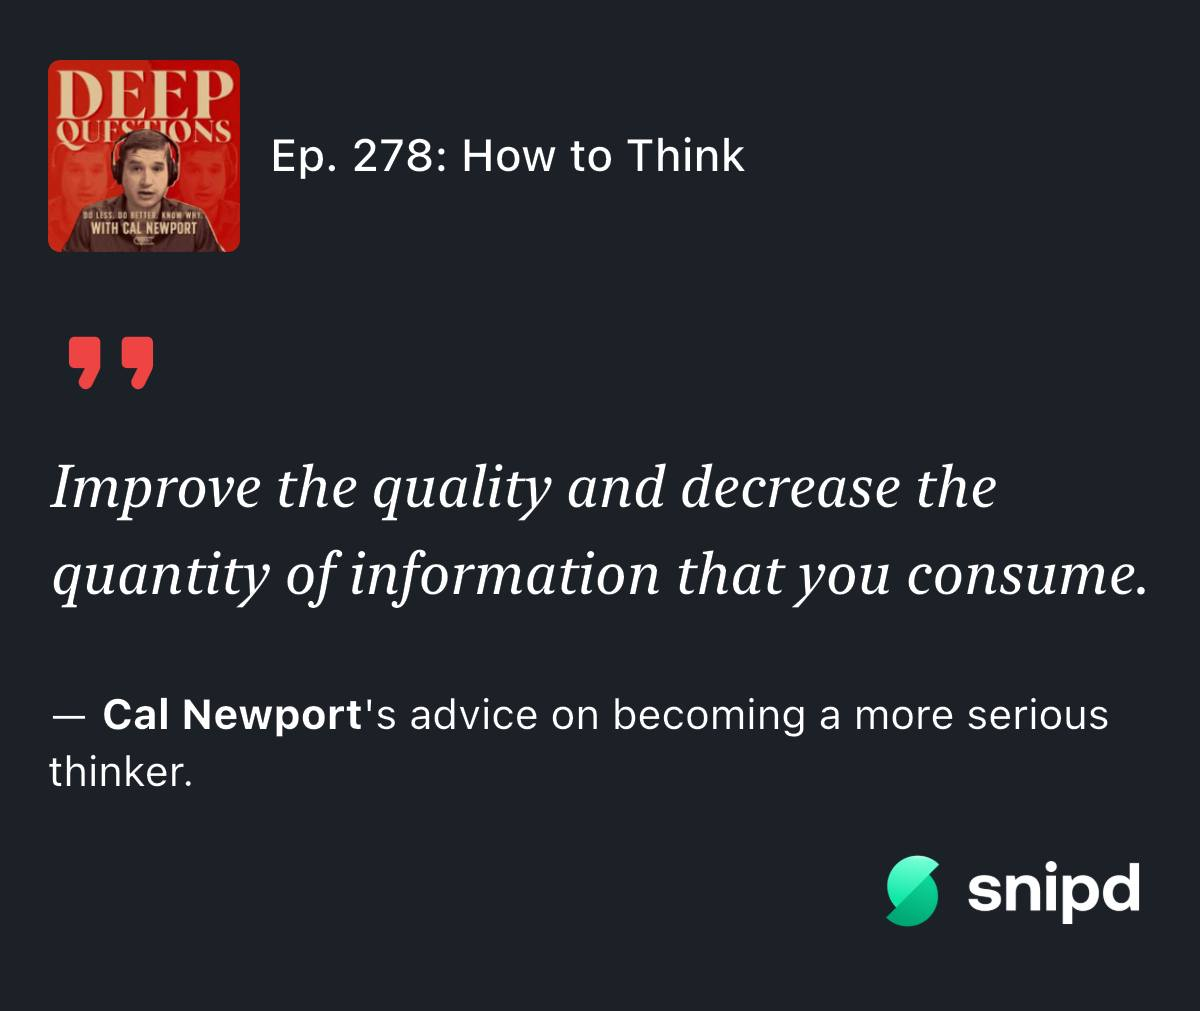 DEEP
QUESTIONS
DO LESS. DO BETTER. KNOW WHY.
WITH CAL NEWPORT
Ep. 278: How to Think
”
Improve the quality and decrease the
quantity of information that you consume.
— Cal Newport's advice on becoming a more serious
thinker.
snipd